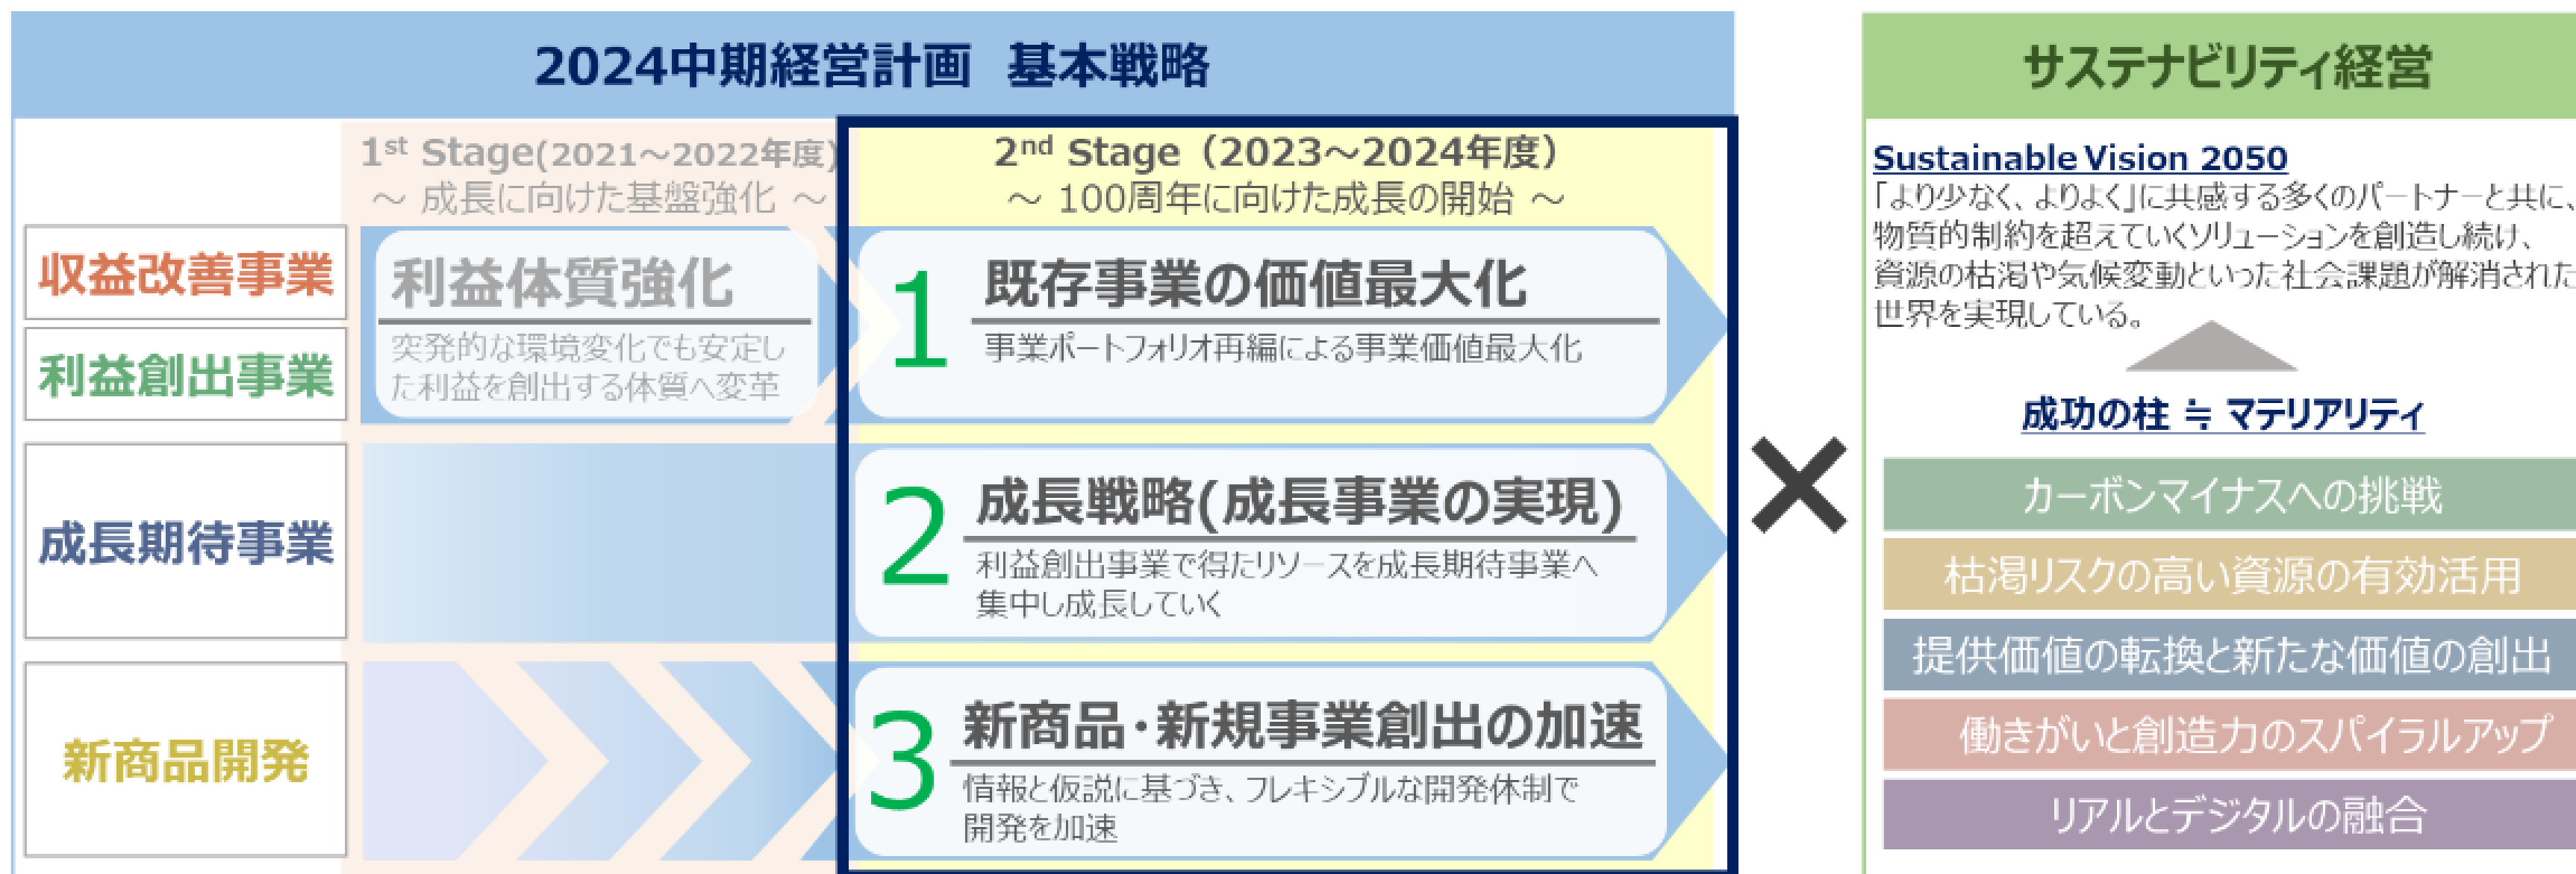 2024中期経営計画 基本戦略
1st Stage(2021～2022年度)
～ 成長に向けた基盤強化 ～
2nd Stage（2023～2024年度）
～ 100周年に向けた成長の開始 ～
収益改善事業
利益創出事業
利益体質強化
突発的な環境変化でも安定し
た利益を創出する体質へ変革
1
既存事業の価値最大化
事業ポートフォリオ再編による事業価値最大化
成長期待事業
2
成長戦略(成長事業の実現)
利益創出事業で得たリソースを成長期待事業へ
集中し成長していく
新商品開発
3
新商品・新規事業創出の加速
情報と仮説に基づき、フレキシブルな開発体制で
開発を加速
×
サステナビリティ経営
Sustainable Vision 2050
「より少なく、よりよく」に共感する多くのパートナーと共に、
物質的制約を超えていくソリューションを創造し続け、
資源の枯渇や気候変動といった社会課題が解消された
世界を実現している。
成功の柱 ≒ マテリアリティ
カーボンマイナスへの挑戦
枯渇リスクの高い資源の有効活用
提供価値の転換と新たな価値の創出
働きがいと創造力のスパイラルアップ
リアルとデジタルの融合